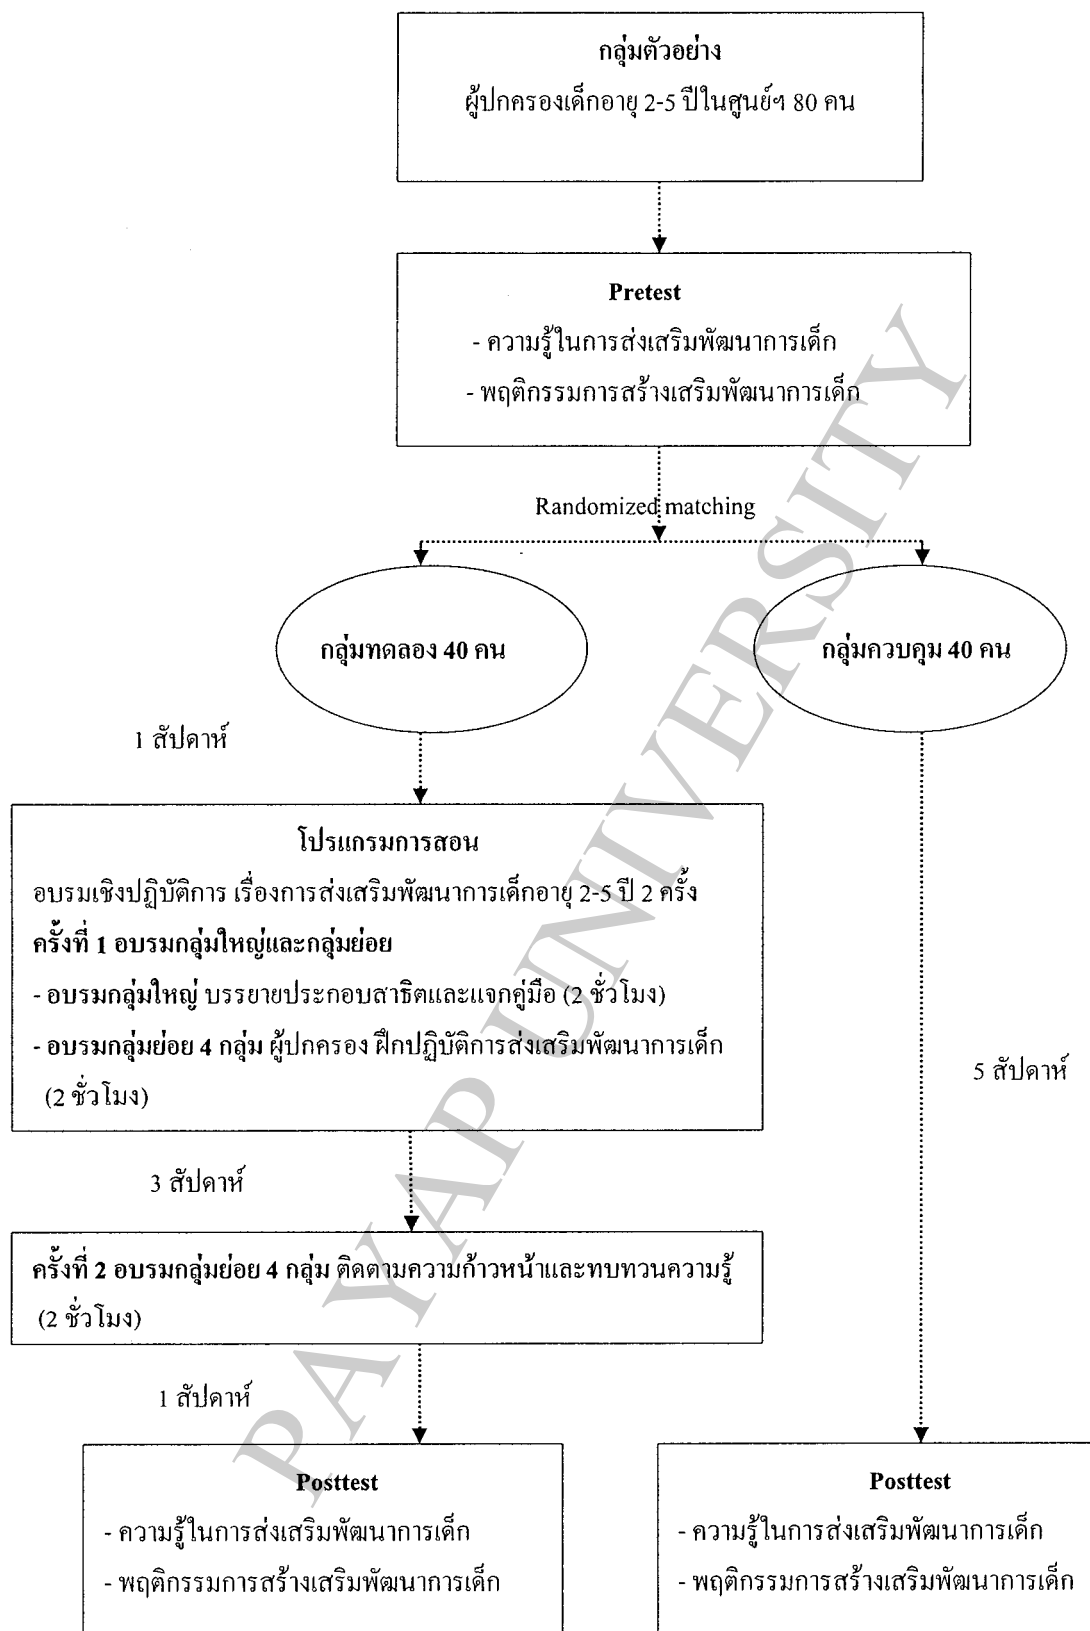 กลุ่มตัวอย่าง
ผู้ปกครองเด็กอายุ 2-5 ปีในศูนย์ฯ 80 คน
Pretest
- ความรู้ในการส่งเสริมพัฒนาการเด็ก
- พฤติกรรมการสร้างเสริมพัฒนาการเด็ก
Randomized matching
กลุ่มทดลอง 40 คน
กลุ่มควบคุม 40 คน
1 สัปดาห์
โปรแกรมการสอน
อบรมเชิงปฏิบัติการ เรื่องการส่งเสริมพัฒนาการเด็กอายุ 2-5 ปี 2 ครั้ง
ครั้งที่ 1 อบรมกลุ่มใหญ่และกลุ่มย่อย
- อบรมกลุ่มใหญ่ บรรยายประกอบสาธิตและแจกคู่มือ (2 ชั่วโมง)
- อบรมกลุ่มย่อย 4 กลุ่ม ผู้ปกครอง ฝึกปฏิบัติการส่งเสริมพัฒนาการเด็ก
(2 ชั่วโมง)
5 สัปดาห์
3 สัปดาห์
ครั้งที่ 2 อบรมกลุ่มย่อย 4 กลุ่ม ติดตามความก้าวหน้าและทบทวนความรู้
(2 ชั่วโมง)
1 สัปดาห์
Posttest
- ความรู้ในการส่งเสริมพัฒนาการเด็ก
- พฤติกรรมการสร้างเสริมพัฒนาการเด็ก
Posttest
- ความรู้ในการส่งเสริมพัฒนาการเด็ก
- พฤติกรรมการสร้างเสริมพัฒนาการเด็ก
PAYAP UNIVERSITY